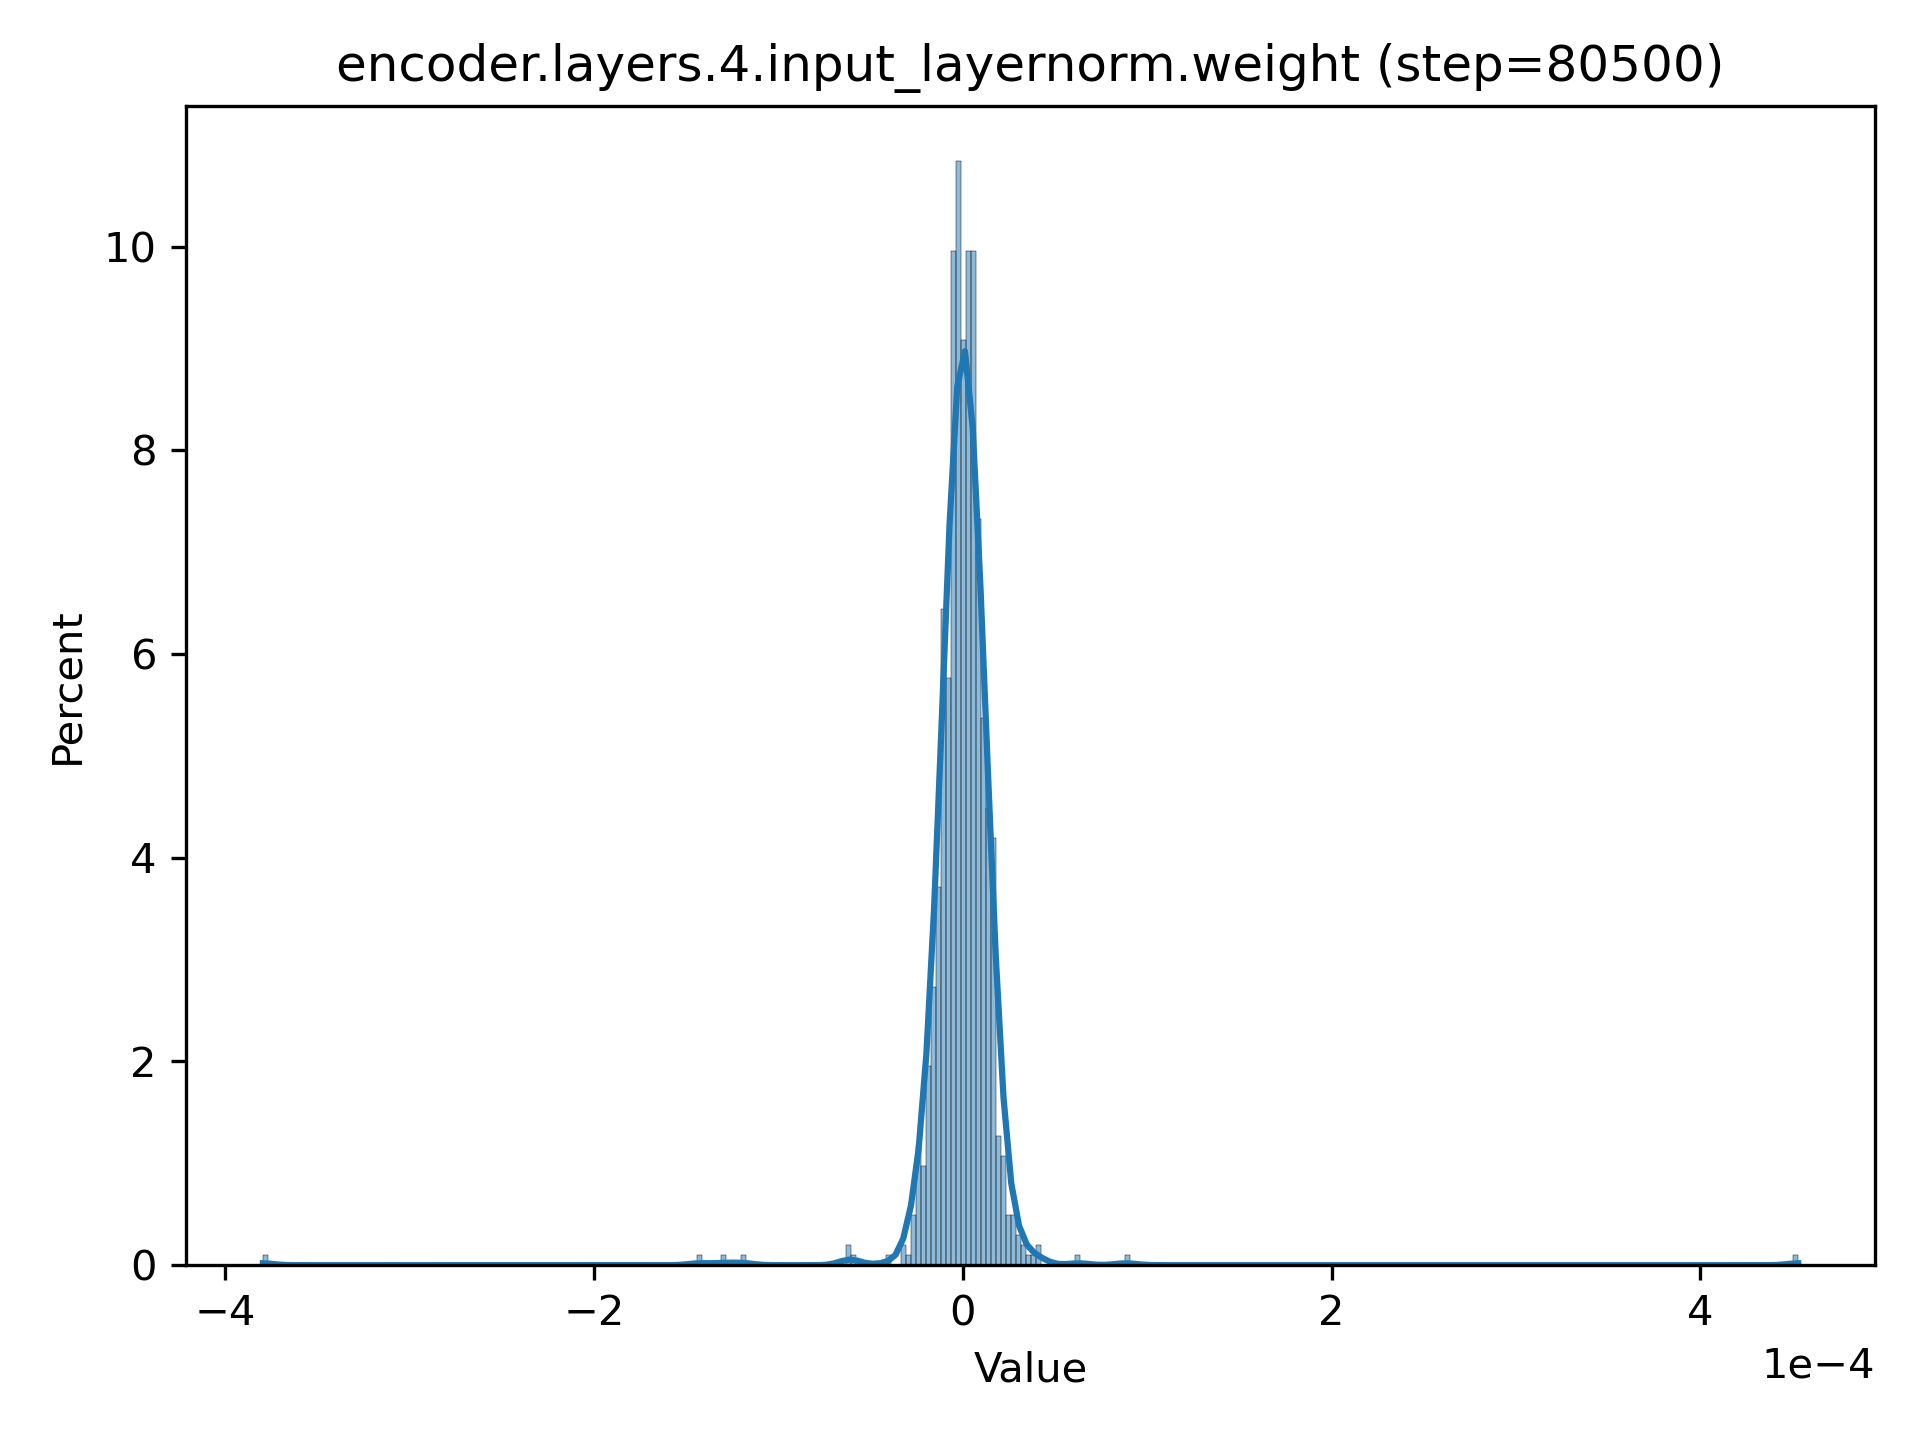 encoder.layers.4.input_layernorm.weight (step=80500)
10
8
6
4
2
0
Percent
−4
−2
0
2
4
1e−4
Value